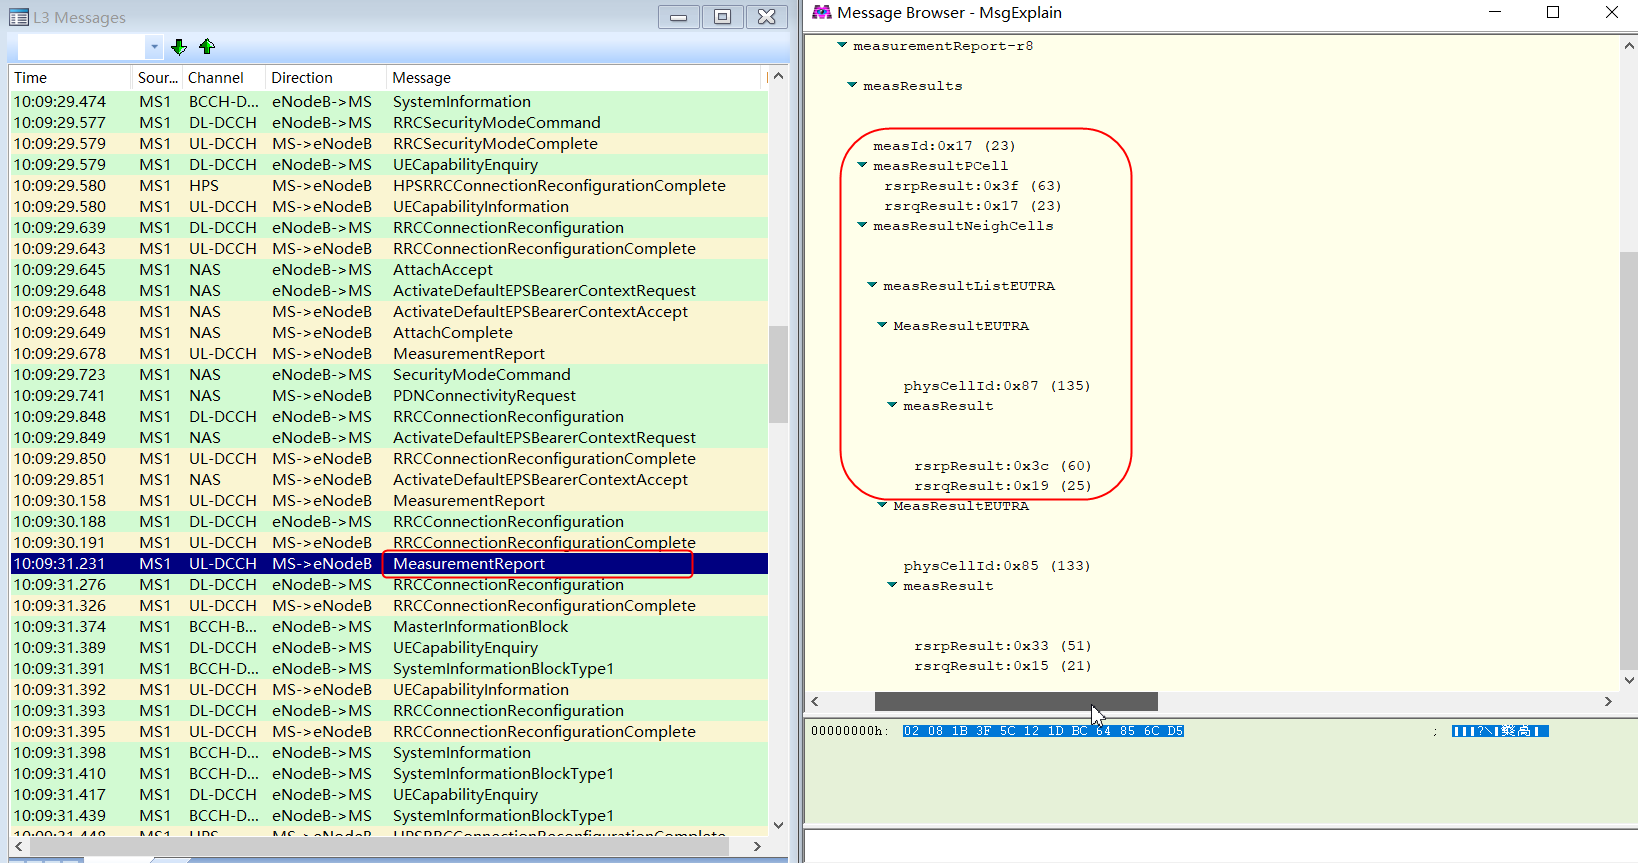 L3 Messages
Time Sour... Channel Direction Message
10:09:29.474 MS1 BCCH-D... eNodeB->MS SystemInformation
10:09:29.577 MS1 DL-DCCH eNodeB->MS RRCSecurityModeCommand
10:09:29.579 MS1 UL-DCCH MS->eNodeB RRCSecurityModeComplete
10:09:29.579 MS1 DL-DCCH eNodeB->MS UECapabilityEnquiry
10:09:29.580 MS1 HPS MS->eNodeB HPSRRCConnectionReconfigurationComplete
10:09:29.580 MS1 UL-DCCH MS->eNodeB UECapabilityInformation
10:09:29.639 MS1 DL-DCCH eNodeB->MS RRCConnectionReconfiguration
10:09:29.643 MS1 UL-DCCH MS->eNodeB RRCConnectionReconfigurationComplete
10:09:29.645 MS1 NAS eNodeB->MS AttachAccept
10:09:29.648 MS1 NAS eNodeB->MS ActivateDefaultEPSBearerContextRequest
10:09:29.648 MS1 NAS MS->eNodeB ActivateDefaultEPSBearerContextAccept
10:09:29.649 MS1 NAS MS->eNodeB AttachComplete
10:09:29.678 MS1 UL-DCCH MS->eNodeB MeasurementReport
10:09:29.723 MS1 NAS eNodeB->MS SecurityModeCommand
10:09:29.741 MS1 NAS MS->eNodeB PDNConnectivityRequest
10:09:29.848 MS1 DL-DCCH eNodeB->MS RRCConnectionReconfiguration
10:09:29.849 MS1 NAS eNodeB->MS ActivateDefaultEPSBearerContextRequest
10:09:29.850 MS1 UL-DCCH MS->eNodeB RRCConnectionReconfigurationComplete
10:09:29.851 MS1 NAS MS->eNodeB ActivateDefaultEPSBearerContextAccept
10:09:30.158 MS1 UL-DCCH MS->eNodeB MeasurementReport
10:09:30.188 MS1 DL-DCCH eNodeB->MS RRCConnectionReconfiguration
10:09:30.191 MS1 UL-DCCH MS->eNodeB RRCConnectionReconfigurationComplete
10:09:31.231 MS1 UL-DCCH MS->eNodeB MeasurementReport
10:09:31.276 MS1 DL-DCCH eNodeB->MS RRCConnectionReconfiguration
10:09:31.326 MS1 UL-DCCH MS->eNodeB RRCConnectionReconfigurationComplete
10:09:31.374 MS1 BCCH-B... eNodeB->MS MasterInformationBlock
10:09:31.389 MS1 DL-DCCH eNodeB->MS UECapabilityEnquiry
10:09:31.391 MS1 BCCH-D... eNodeB->MS SystemInformationBlockType1
10:09:31.392 MS1 UL-DCCH MS->eNodeB UECapabilityInformation
10:09:31.393 MS1 DL-DCCH eNodeB->MS RRCConnectionReconfiguration
10:09:31.395 MS1 UL-DCCH MS->eNodeB RRCConnectionReconfigurationComplete
10:09:31.398 MS1 BCCH-D... eNodeB->MS SystemInformation
10:09:31.410 MS1 BCCH-D... eNodeB->MS SystemInformationBlockType1
10:09:31.417 MS1 DL-DCCH eNodeB->MS UECapabilityEnquiry
10:09:31.439 MS1 BCCH-D... eNodeB->MS SystemInformationBlockType1
10:09:31.448 MS1 HPS MS->eNodeB HPSRRCConnectionReconfigurationComplete
Message Browser - MsgExplain
measurementReport-r8
measResults
measId:0x17 (23)
measResultPCell
rsrpResult:0x3f (63)
rsrqResult:0x17 (23)
measResultNeighCells
measResultListEUTRA
MeasResultEUTRA
physCellId:0x87 (135)
measResult
rsrpResult:0x3c (60)
rsrqResult:0x19 (25)
MeasResultEUTRA
physCellId:0x85 (133)
measResult
rsrpResult:0x33 (51)
rsrqResult:0x15 (21)
00000000h: 02 08 1B 3F 5C 12 1D BC 64 85 6C D5 ;